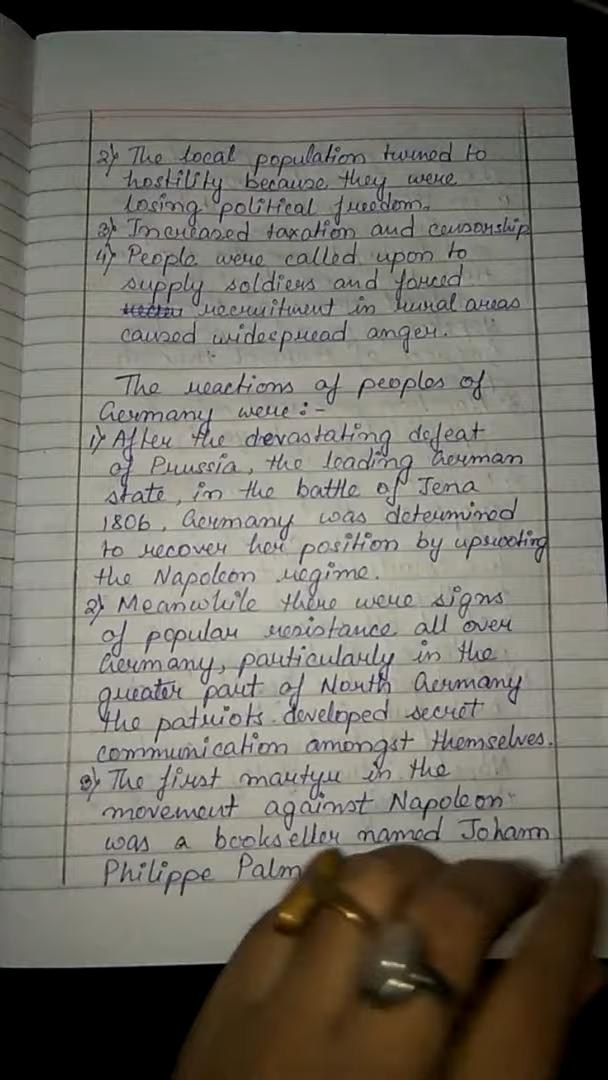 2) The local population turned to
hostility because they were
losing political freedom.
3) Increased taxation and censorship
4) People were called upon to
supply soldiers and forced
recruitment in rural areas
caused widespread anger.
The reactions of peoples of
Germany were :-
1) After the devastating defeat
of Prussia, the leading German
state, in the battle of Jena
1806, Germany was determined
to recover her position by uprooting
the Napoleon regime.
2) Meanwhile there were signs
of popular resistance all over
Germany, particularly in the
greater part of North Germany
the patriots developed secret
communication amongst themselves.
3) The first martyr in the
movement against Napoleon
was a bookseller named Johann
Philippe Palm